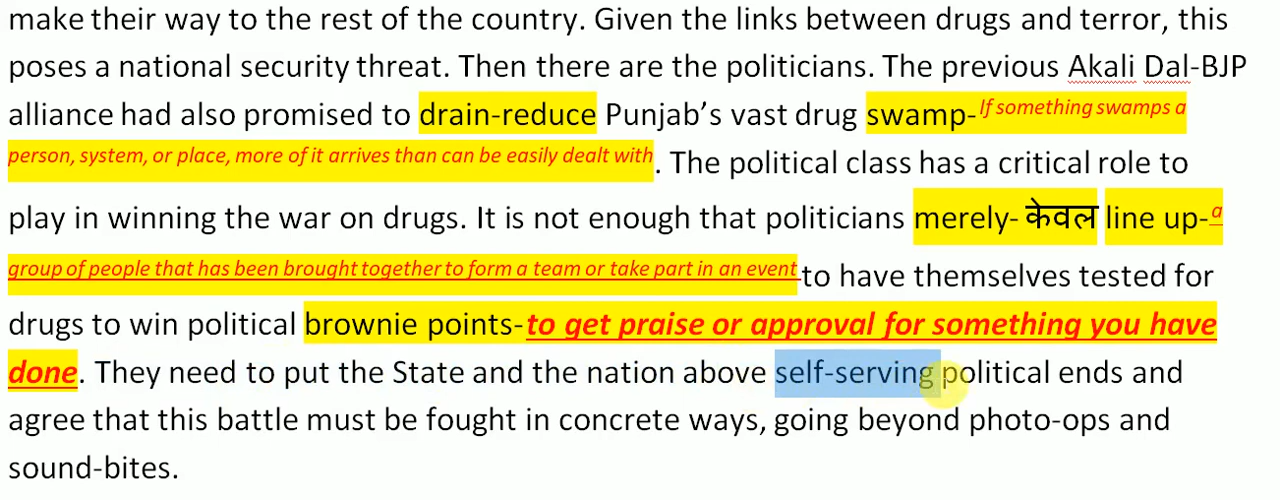 make their way to the rest of the country. Given the links between drugs and terror, this
poses a national security threat. Then there are the politicians. The previous Akali Dal-BJP
alliance had also promised to drain-reduce Punjab’s vast drug swamp-If something swamps a
person, system, or place, more of it arrives than can be easily dealt with. The political class has a critical role to
play in winning the war on drugs. It is not enough that politicians merely- केवल line up-a
group of people that has been brought together to form a team or take part in an event to have themselves tested for
drugs to win political brownie points-to get praise or approval for something you have
done. They need to put the State and the nation above self-serving political ends and
agree that this battle must be fought in concrete ways, going beyond photo-ops and
sound-bites.